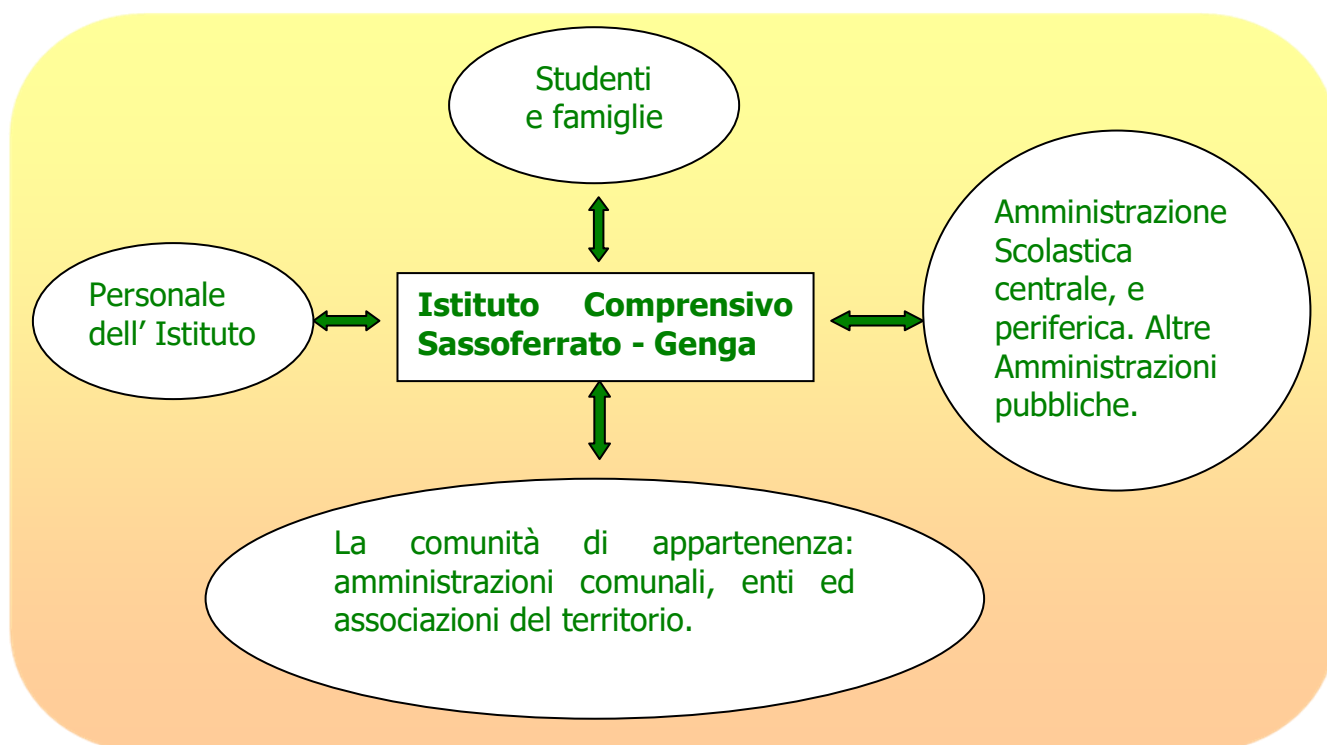 Studenti
e famiglie
Amministrazione
Scolastica
centrale, e
periferica. Altre
Amministrazioni
pubbliche.
Personale
dell’ Istituto
Istituto Comprensivo
Sassoferrato - Genga
La comunità di appartenenza:
amministrazioni comunali, enti ed
associazioni del territorio.